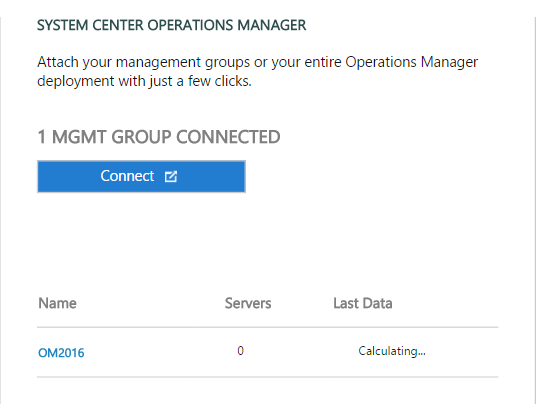 SYSTEM CENTER OPERATIONS MANAGER
Attach your management groups or your entire Operations Manager
deployment with just a few clicks.
1 MGMT GROUP CONNECTED
Connect
Name Servers Last Data
OM2016 0 Calculating...